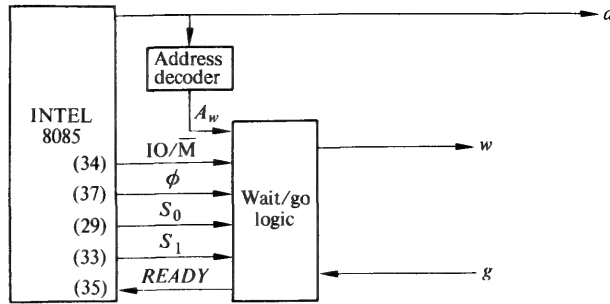 a
Address
decoder
INTEL
8085
A_w
(34) IO/M̅
w
(37) ϕ
Wait/go
logic
(29) S_0
(33) S_1
g
(35) READY